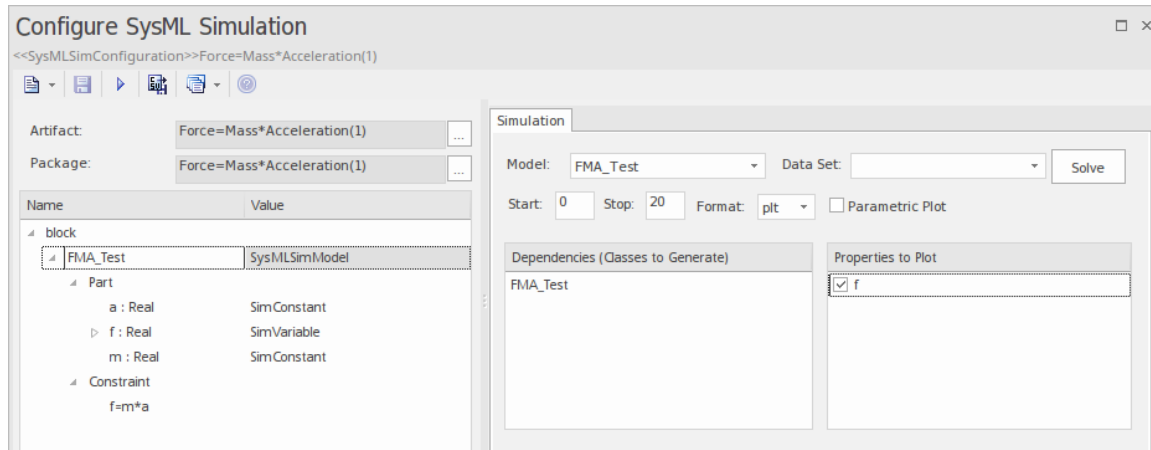 Configure SysML Simulation
<<SysMLSimConfiguration>>Force=Mass*Acceleration(1)
Artifact: Force=Mass*Acceleration(1) ...
Package: Force=Mass*Acceleration(1) ...
Name Value
block
FMA_Test SysMLSimModel
Part
a : Real SimConstant
f : Real SimVariable
m : Real SimConstant
Constraint
f=m*a
Simulation
Model: FMA_Test Data Set: Solve
Start: 0 Stop: 20 Format: plt Parametric Plot
Dependencies (Classes to Generate) Properties to Plot
FMA_Test f